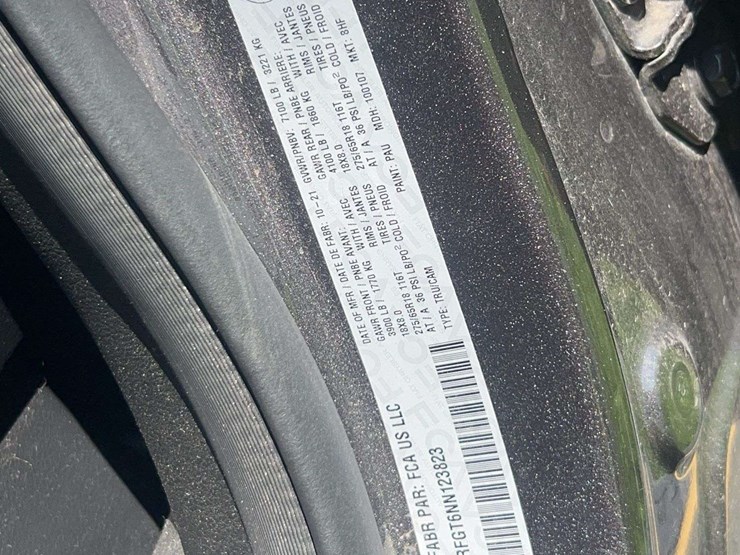 FABR PAR: FCA US LLC
DATE OF MFR / DATE DE FABR: 10-21
GVWR/PNBV: 7100 LB / 3221 KG
GAWR FRONT / PNBE AVANT: WITH / AVEC
3900 LB / 1770 KG RIMS / JANTES
18X8.0 TIRES / PNEUS
275/65R18 116T COLD / FROID
AT / A 36 PSI LB/PO²
GAWR REAR / PNBE ARRIERE: WITH / AVEC
4100 LB / 1860 KG RIMS / JANTES
18X8.0 TIRES / PNEUS
275/65R18 116T COLD / FROID
AT / A 36 PSI LB/PO²
RFGT6NN123823
TYPE: TRU/CAM
PAINT: PAU
MDH: 100107
MKT: 8HF